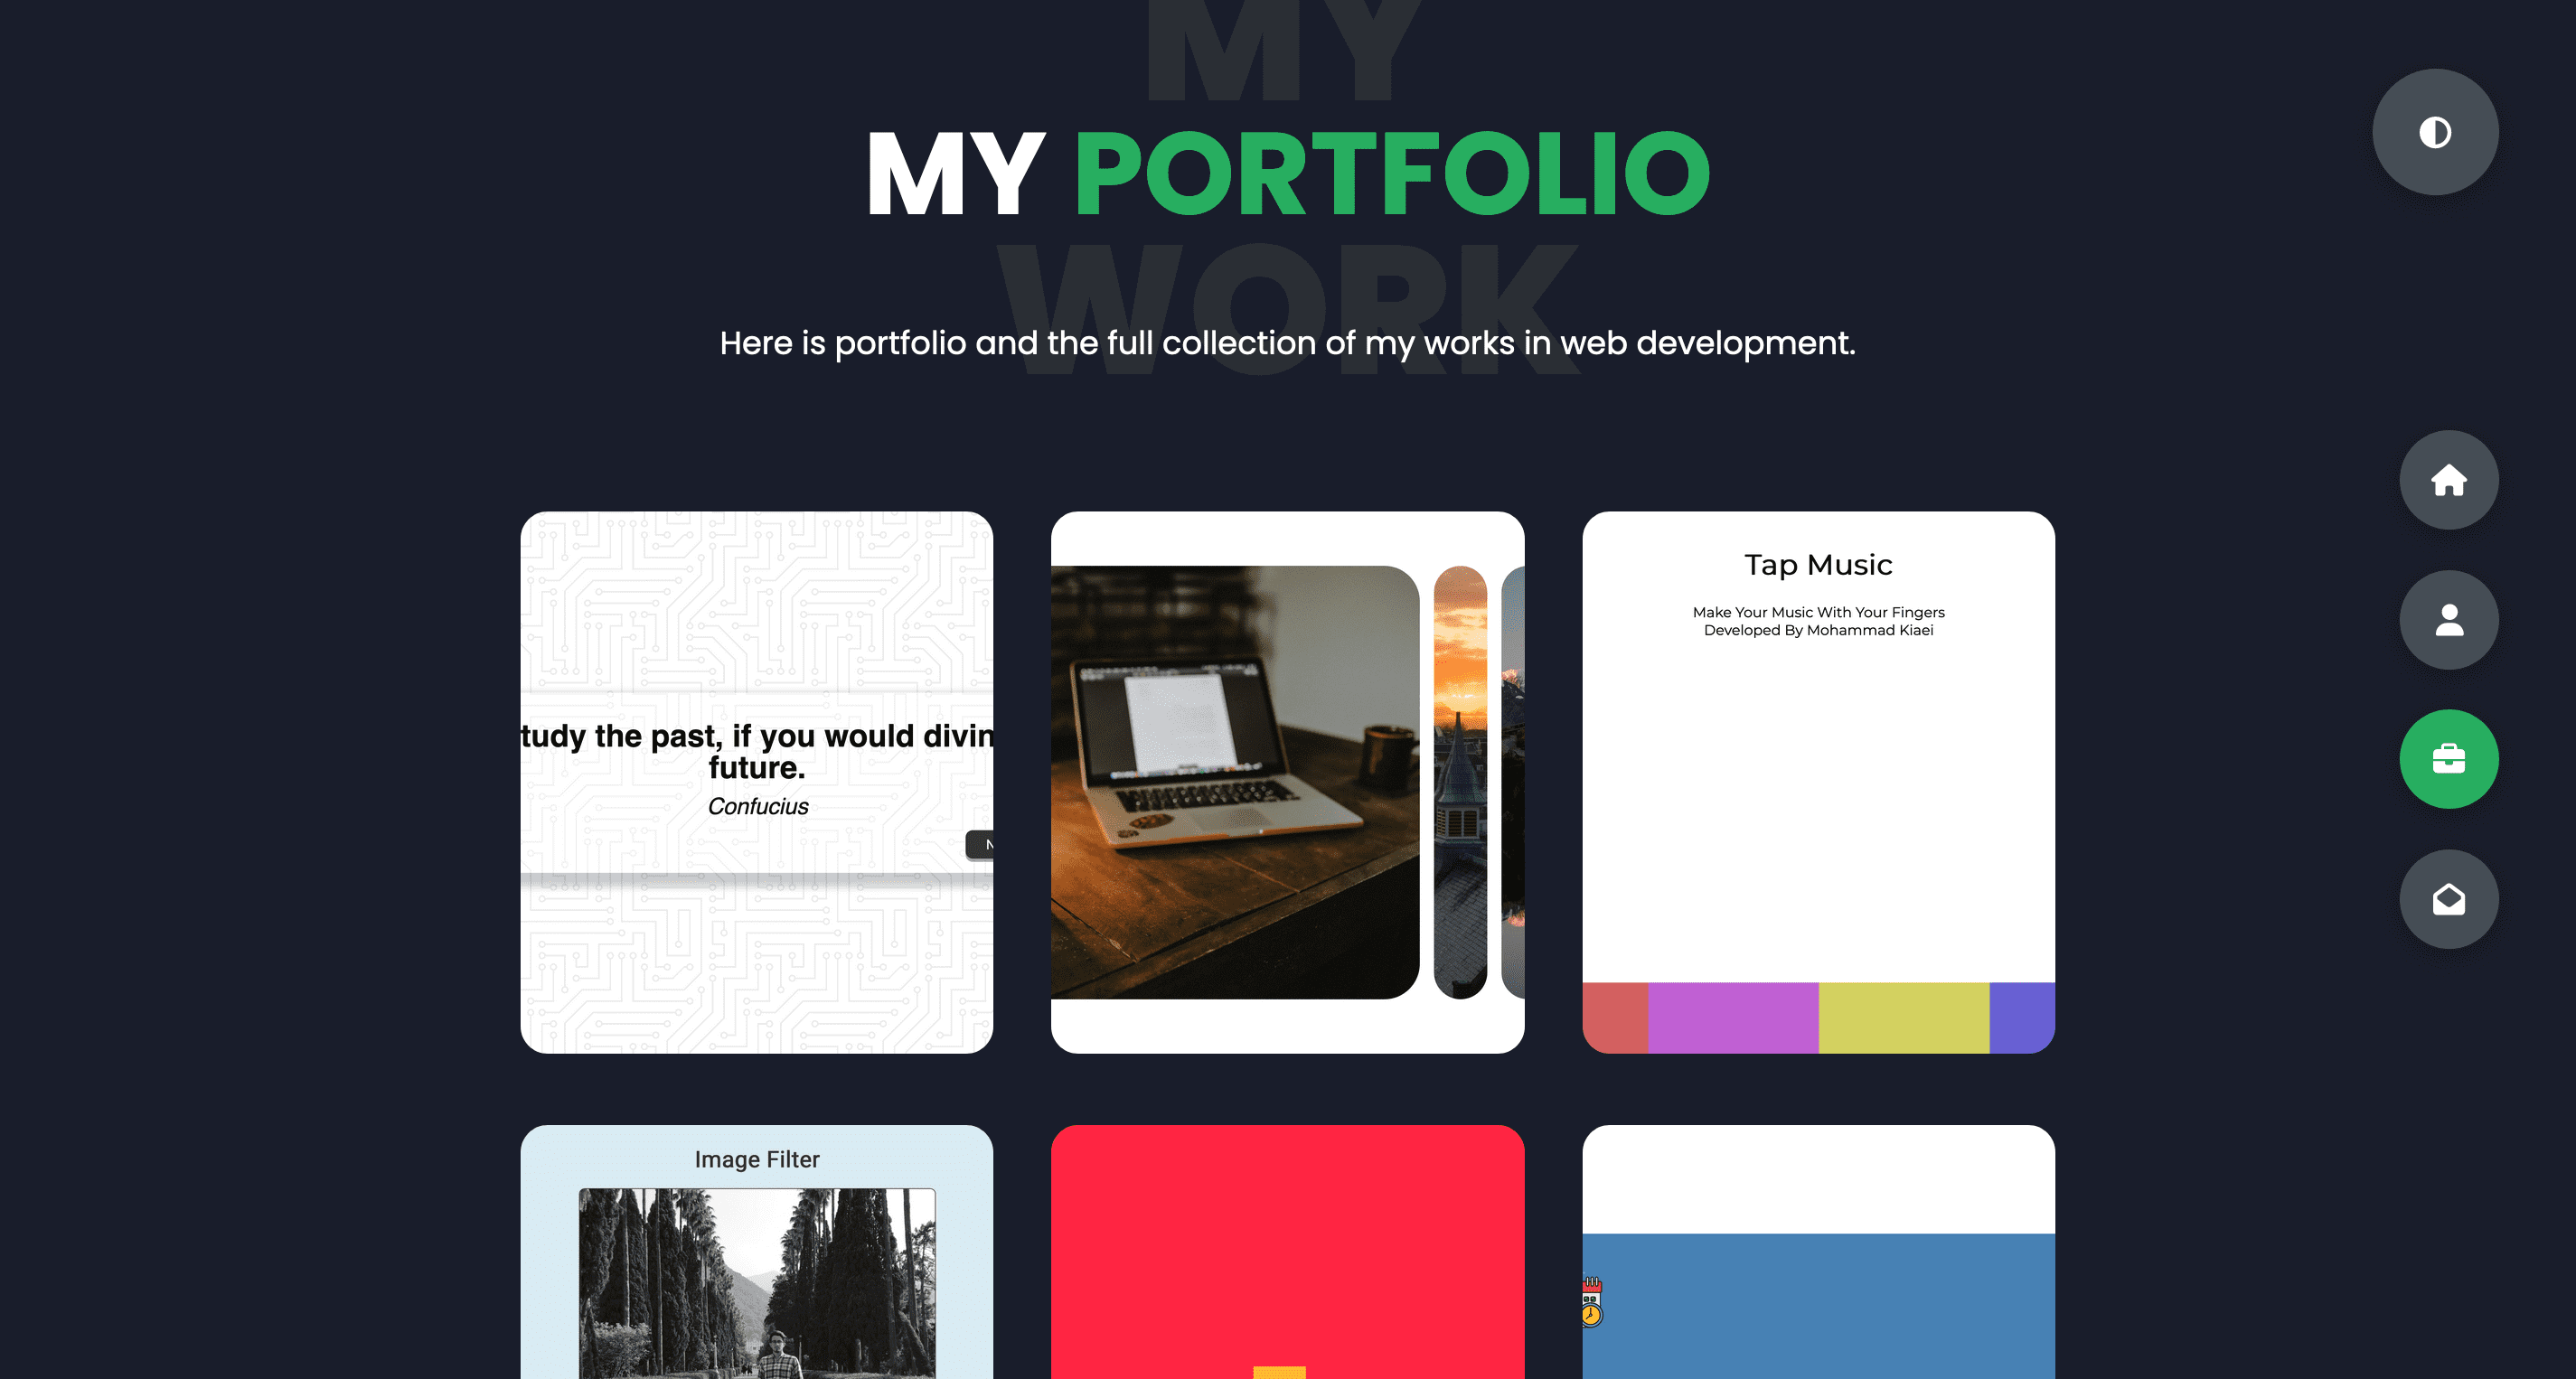 MY
MY PORTFOLIO
WORK
Here is portfolio and the full collection of my works in web development.
tudy the past, if you would divin
future.
Confucius
N
Tap Music
Make Your Music With Your Fingers
Developed By Mohammad Kiaei
Image Filter